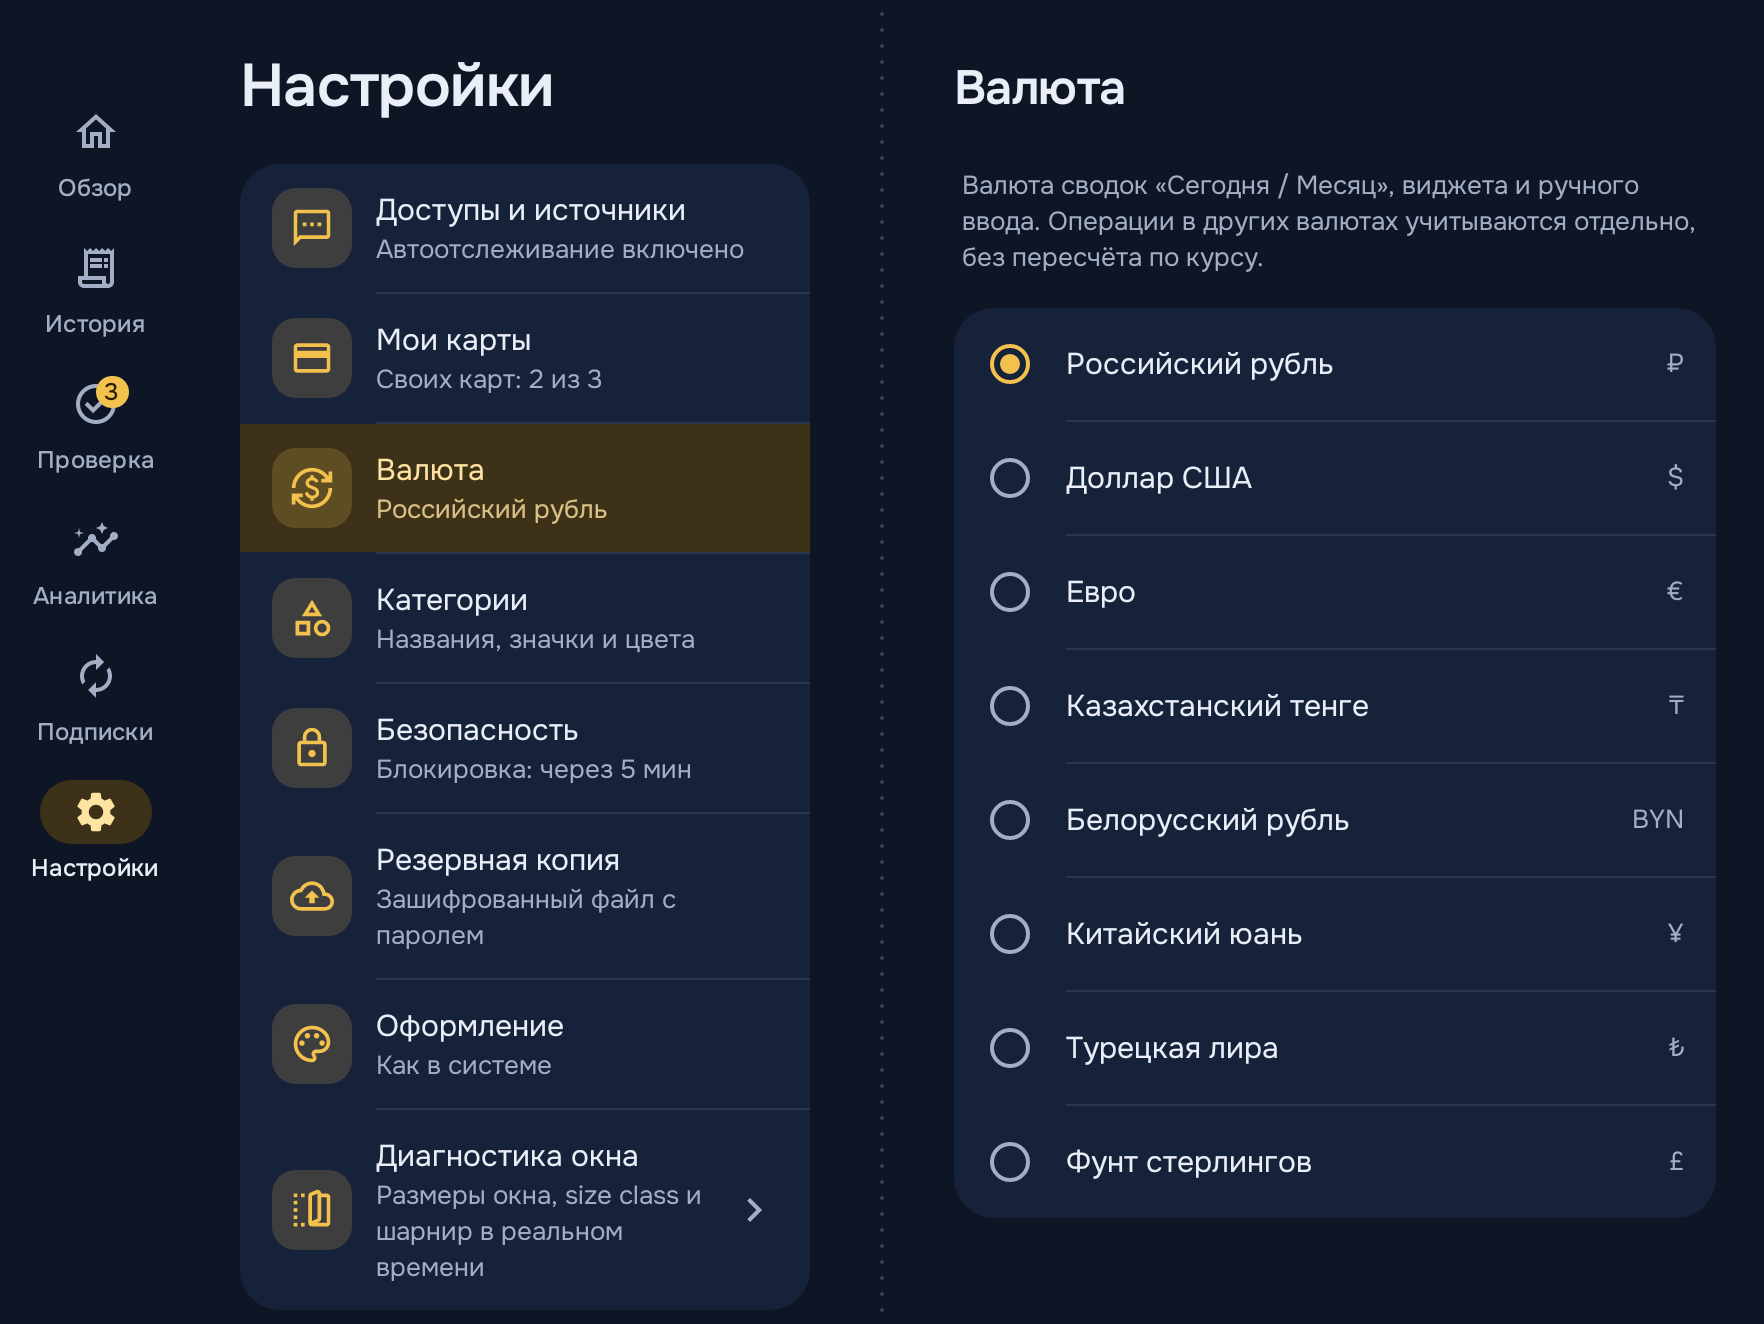 Обзор
История
3
Проверка
Аналитика
Подписки
Настройки
Настройки
Доступы и источники
Автоотслеживание включено
Мои карты
Своих карт: 2 из 3
Валюта
Российский рубль
Категории
Названия, значки и цвета
Безопасность
Блокировка: через 5 мин
Резервная копия
Зашифрованный файл с
паролем
Оформление
Как в системе
Диагностика окна
Размеры окна, size class и
шарнир в реальном
времени
Валюта
Валюта сводок «Сегодня / Месяц», виджета и ручного
ввода. Операции в других валютах учитываются отдельно,
без пересчёта по курсу.
Российский рубль ₽
Доллар США $
Евро €
Казахстанский тенге ₸
Белорусский рубль BYN
Китайский юань ¥
Турецкая лира ₺
Фунт стерлингов £